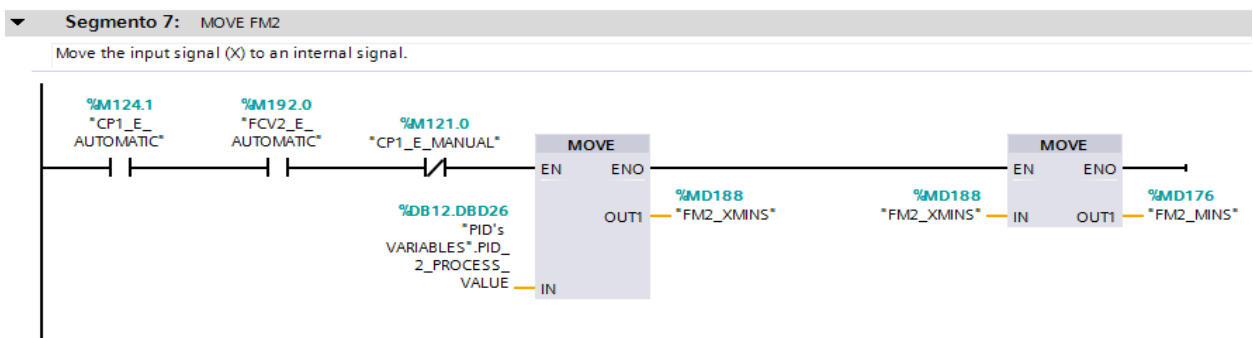 Segmento 7: MOVE FM2
Move the input signal (X) to an internal signal.
%M124.1
"CP1_E_
AUTOMATIC"
%M192.0
"FCV2_E_
AUTOMATIC"
%M121.0
"CP1_E_MANUAL"
MOVE
EN ENO
%DB12.DBD26
"PID's
VARIABLES".PID_
2_PROCESS_
VALUE
IN
OUT1
%MD188
"FM2_XMINS"
MOVE
EN ENO
%MD188
"FM2_XMINS"
IN
OUT1
%MD176
"FM2_MINS"